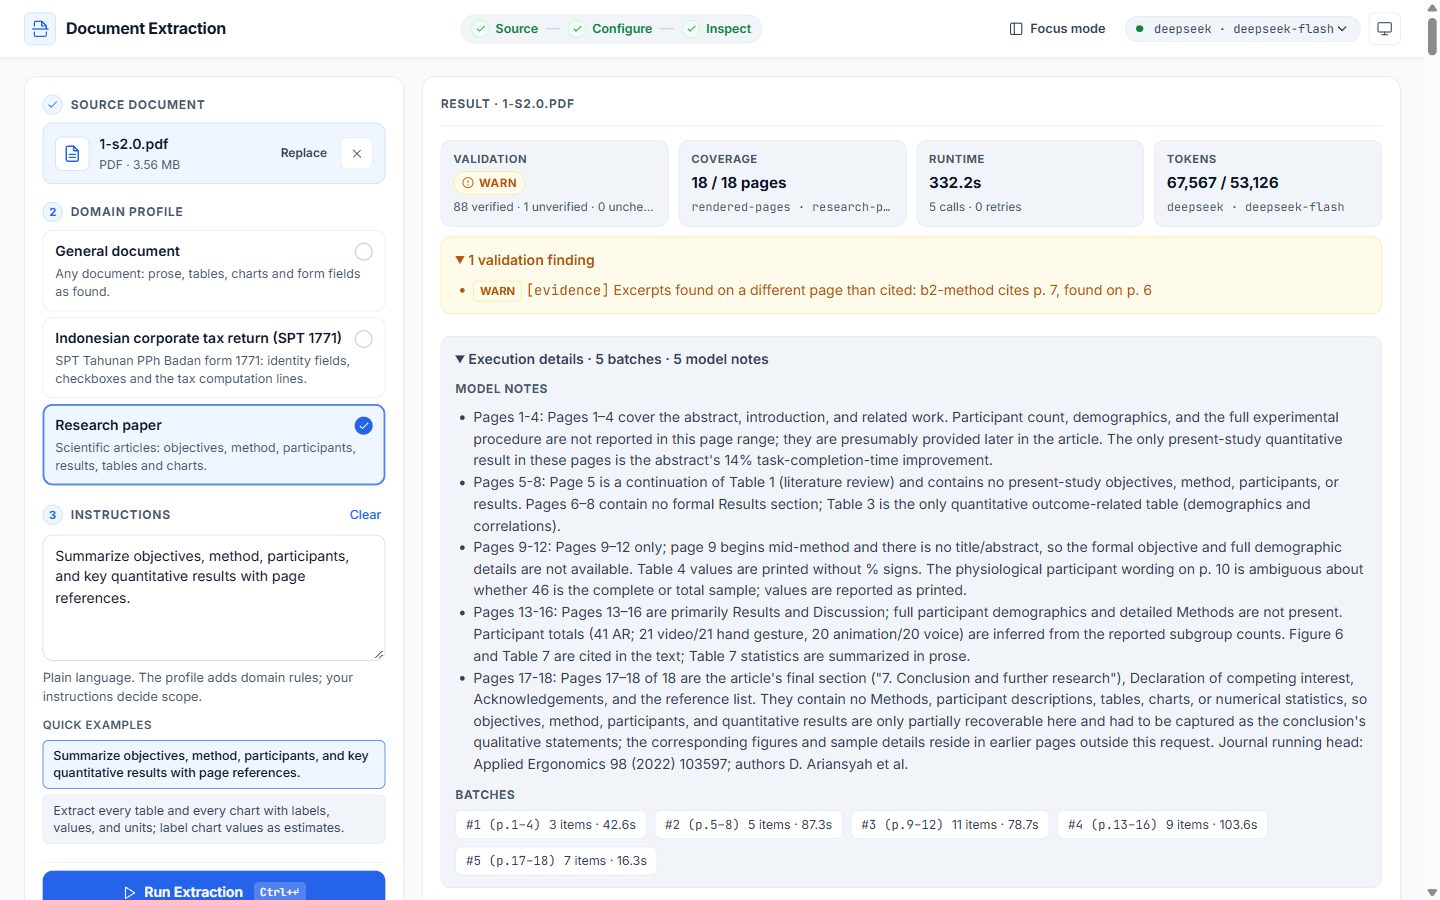 Document Extraction
Source
Configure
Inspect
Focus mode
deepseek · deepseek-flash
SOURCE DOCUMENT
1-s2.0.pdf
PDF · 3.56 MB
Replace
2 DOMAIN PROFILE
General document
Any document: prose, tables, charts and form fields
as found.
Indonesian corporate tax return (SPT 1771)
SPT Tahunan PPh Badan form 1771: identity fields,
checkboxes and the tax computation lines.
Research paper
Scientific articles: objectives, method, participants,
results, tables and charts.
3 INSTRUCTIONS
Clear
Summarize objectives, method, participants,
and key quantitative results with page
references.
Plain language. The profile adds domain rules; your
instructions decide scope.
QUICK EXAMPLES
Summarize objectives, method, participants, and key
quantitative results with page references.
Extract every table and every chart with labels,
values, and units; label chart values as estimates.
Run Extraction Ctrl+↵
RESULT · 1-S2.0.PDF
VALIDATION
WARN
88 verified · 1 unverified · 0 unche...
COVERAGE
18 / 18 pages
rendered-pages · research-p…
RUNTIME
332.2s
5 calls · 0 retries
TOKENS
67,567 / 53,126
deepseek · deepseek-flash
▼ 1 validation finding
• WARN [evidence] Excerpts found on a different page than cited: b2-method cites p. 7, found on p. 6
▼ Execution details · 5 batches · 5 model notes
MODEL NOTES
• Pages 1-4: Pages 1–4 cover the abstract, introduction, and related work. Participant count, demographics, and the full experimental
procedure are not reported in this page range; they are presumably provided later in the article. The only present-study quantitative
result in these pages is the abstract's 14% task-completion-time improvement.
• Pages 5-8: Page 5 is a continuation of Table 1 (literature review) and contains no present-study objectives, method, participants, or
results. Pages 6–8 contain no formal Results section; Table 3 is the only quantitative outcome-related table (demographics and
correlations).
• Pages 9-12: Pages 9–12 only; page 9 begins mid-method and there is no title/abstract, so the formal objective and full demographic
details are not available. Table 4 values are printed without % signs. The physiological participant wording on p. 10 is ambiguous about
whether 46 is the complete or total sample; values are reported as printed.
• Pages 13-16: Pages 13–16 are primarily Results and Discussion; full participant demographics and detailed Methods are not present.
Participant totals (41 AR; 21 video/21 hand gesture, 20 animation/20 voice) are inferred from the reported subgroup counts. Figure 6
and Table 7 are cited in the text; Table 7 statistics are summarized in prose.
• Pages 17-18: Pages 17–18 of 18 are the article's final section ("7. Conclusion and further research"), Declaration of competing interest,
Acknowledgements, and the reference list. They contain no Methods, participant descriptions, tables, charts, or numerical statistics, so
objectives, method, participants, and quantitative results are only partially recoverable here and had to be captured as the conclusion's
qualitative statements; the corresponding figures and sample details reside in earlier pages outside this request. Journal running head:
Applied Ergonomics 98 (2022) 103597; authors D. Ariansyah et al.
BATCHES
#1 (p.1–4) 3 items · 42.6s
#2 (p.5–8) 5 items · 87.3s
#3 (p.9–12) 11 items · 78.7s
#4 (p.13–16) 9 items · 103.6s
#5 (p.17–18) 7 items · 16.3s